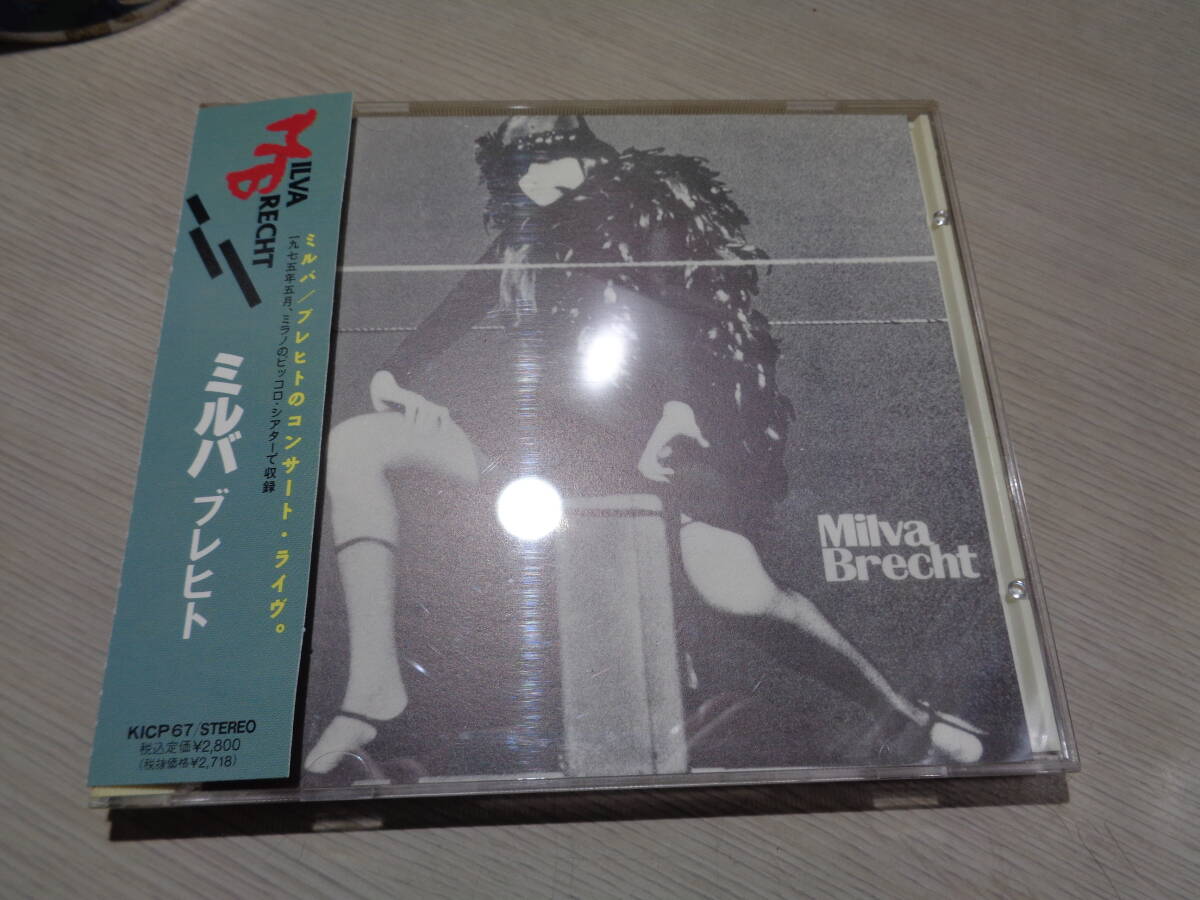 MILVA
BRECHT
ミルバ/ブレヒトのコンサート・ライヴ。
一九七五年五月、ミラノのピッコロ・シアターで収録
ミルバ ブレヒト
KICP 67/STEREO
税込定価¥2,800
(税抜価格¥2,718)
Milva
Brecht